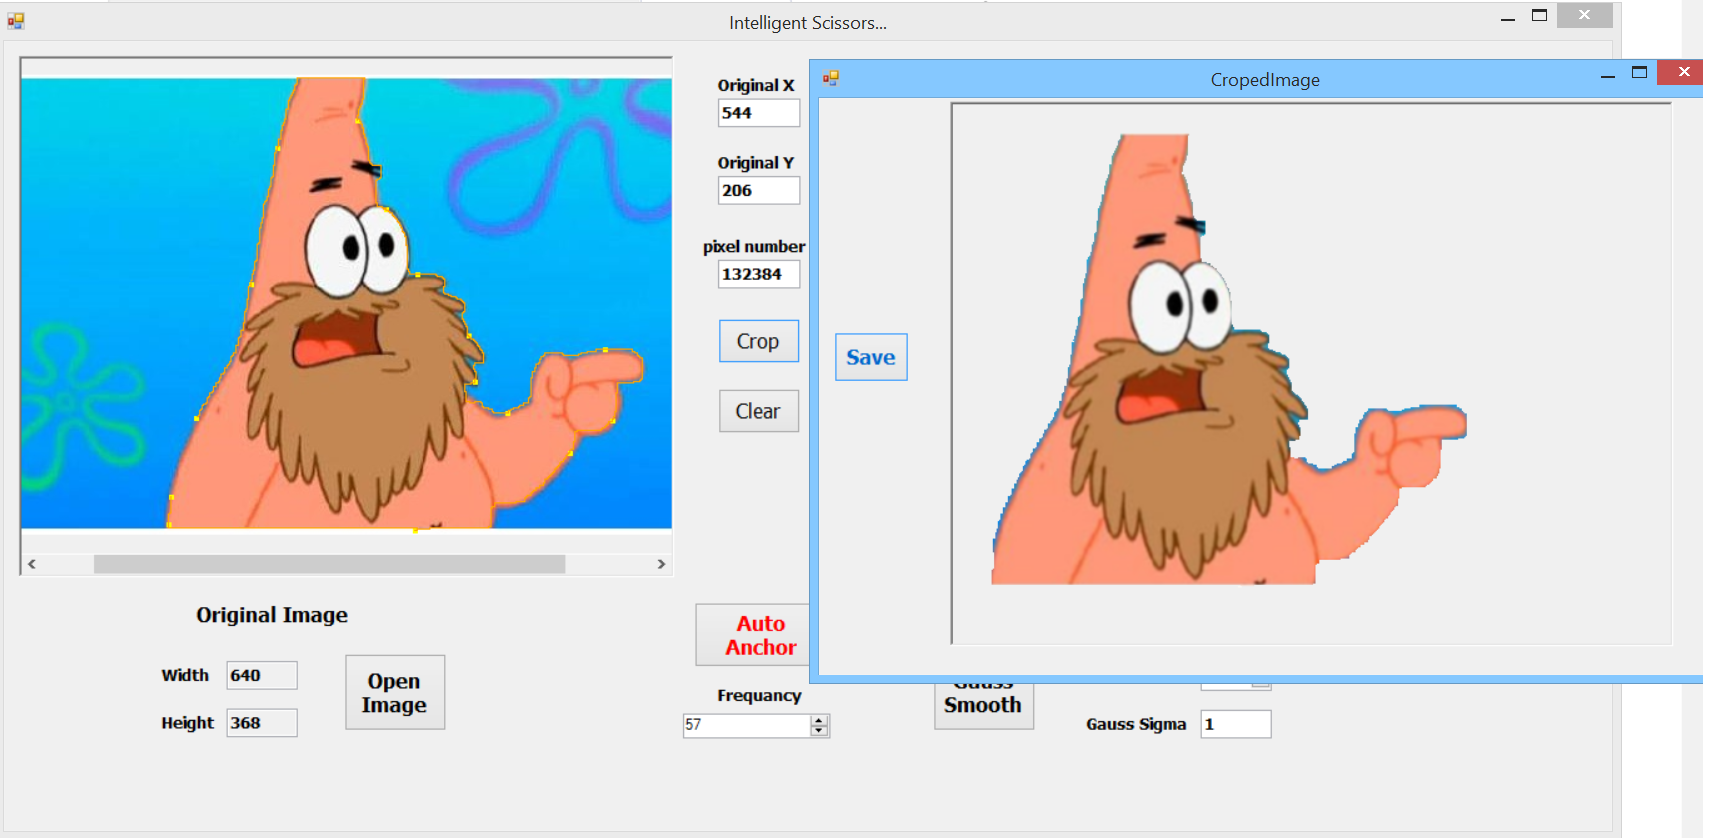 Intelligent Scissors...
Original X
544
Original Y
206
pixel number
132384
Crop
Clear
CropedImage
Save
Original Image
Width
640
Height
368
Open
Image
Auto
Anchor
Frequancy
57
Gauss
Smooth
Gauss Sigma
1